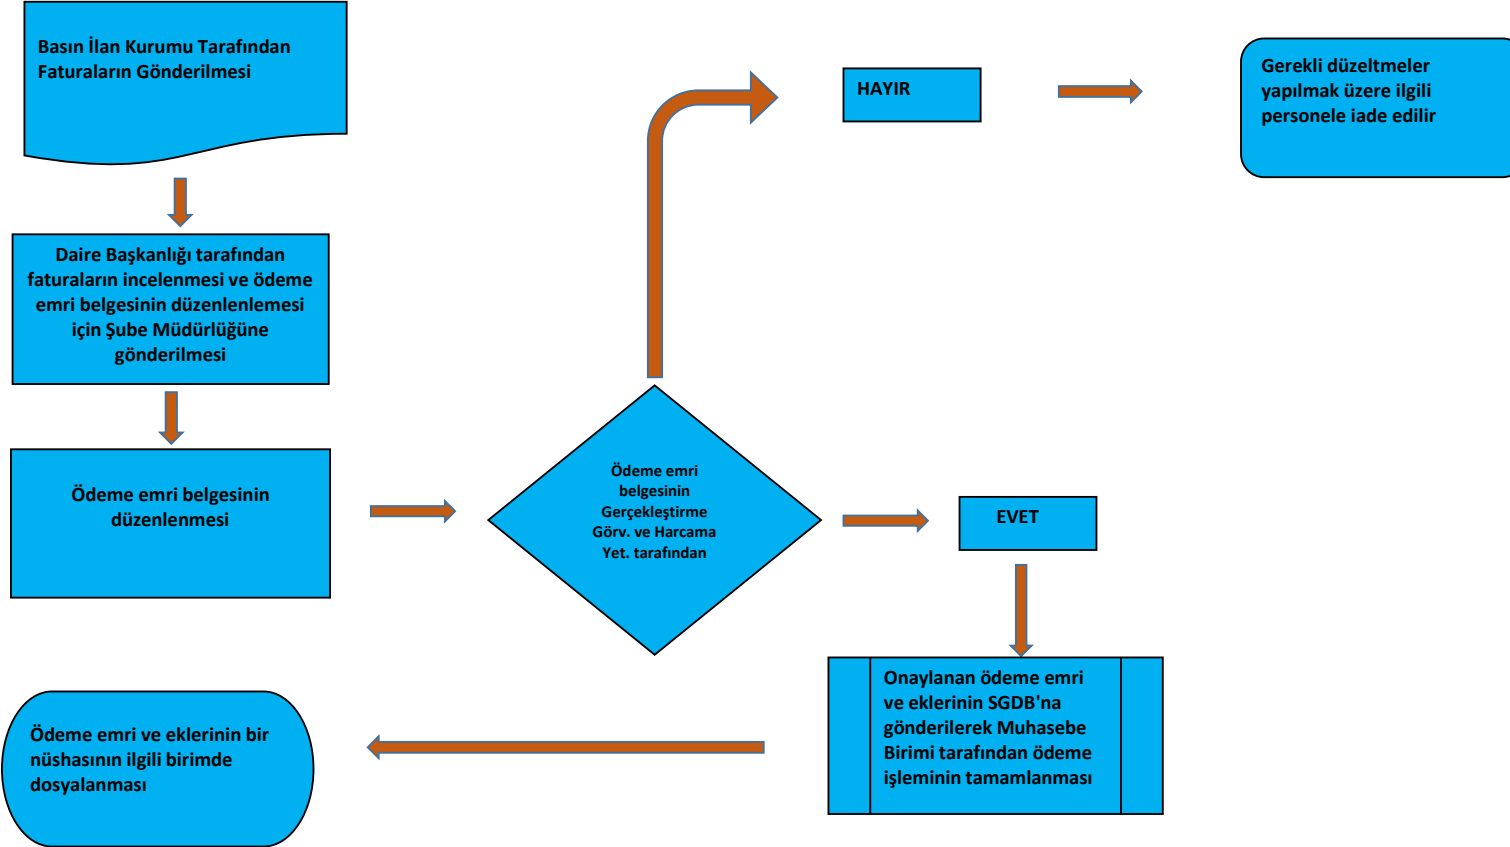 Basın İlan Kurumu Tarafından
Faturaların Gönderilmesi
HAYIR
Gerekli düzeltmeler
yapılmak üzere ilgili
personele iade edilir
Daire Başkanlığı tarafından
faturaların incelenmesi ve ödeme
emri belgesinin düzenlenlemesi
için Şube Müdürlüğüne
gönderilmesi
Ödeme emri belgesinin
düzenlenmesi
Ödeme emri
belgesinin
Gerçekleştirme
Görv. ve Harcama
Yet. tarafından
EVET
Onaylanan ödeme emri
ve eklerinin SGDB'na
gönderilerek Muhasebe
Birimi tarafından ödeme
işleminin tamamlanması
Ödeme emri ve eklerinin bir
nüshasının ilgili birimde
dosyalanması